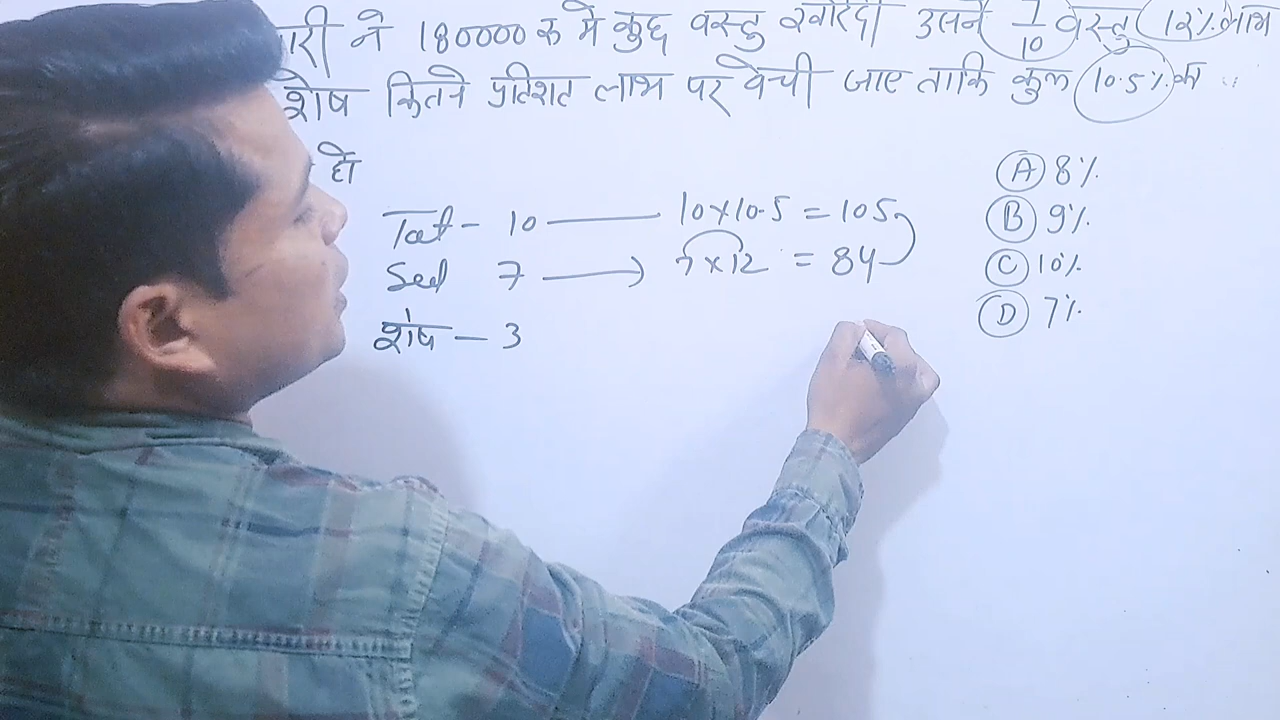 ारी ने 180000 रु मे कुछ वस्तु खरीदी उसने 7/10 वस्तु 12% लाभ
शेष कितने प्रतिशत लाभ पर वेची जाए ताकि कुल 10.5% का
हो
Tot - 10 — 10×10.5 = 105
Sed 7 → 7×12 = 84
शेष — 3
(A) 8%
(B) 9%
(C) 10%
(D) 7%